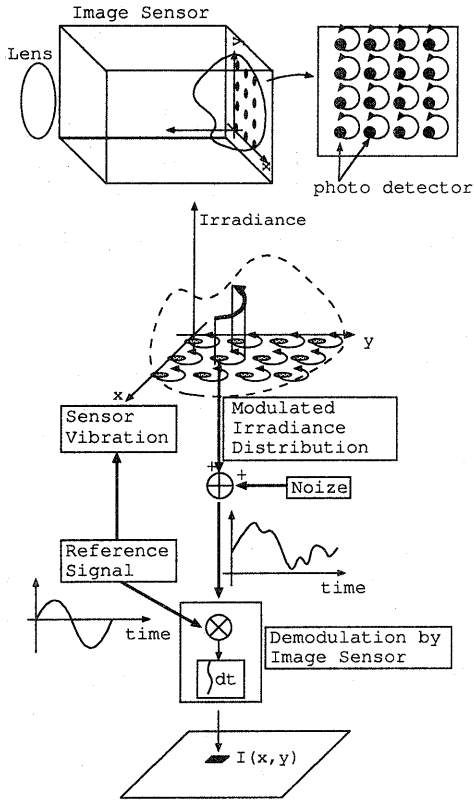 Image Sensor
Lens
y
x
photo detector
Irradiance
y
x
Sensor
Vibration
Modulated
Irradiance
Distribution
+
+
Noize
Reference
Signal
time
time
Demodulation by
Image Sensor
∫dt
I(x,y)